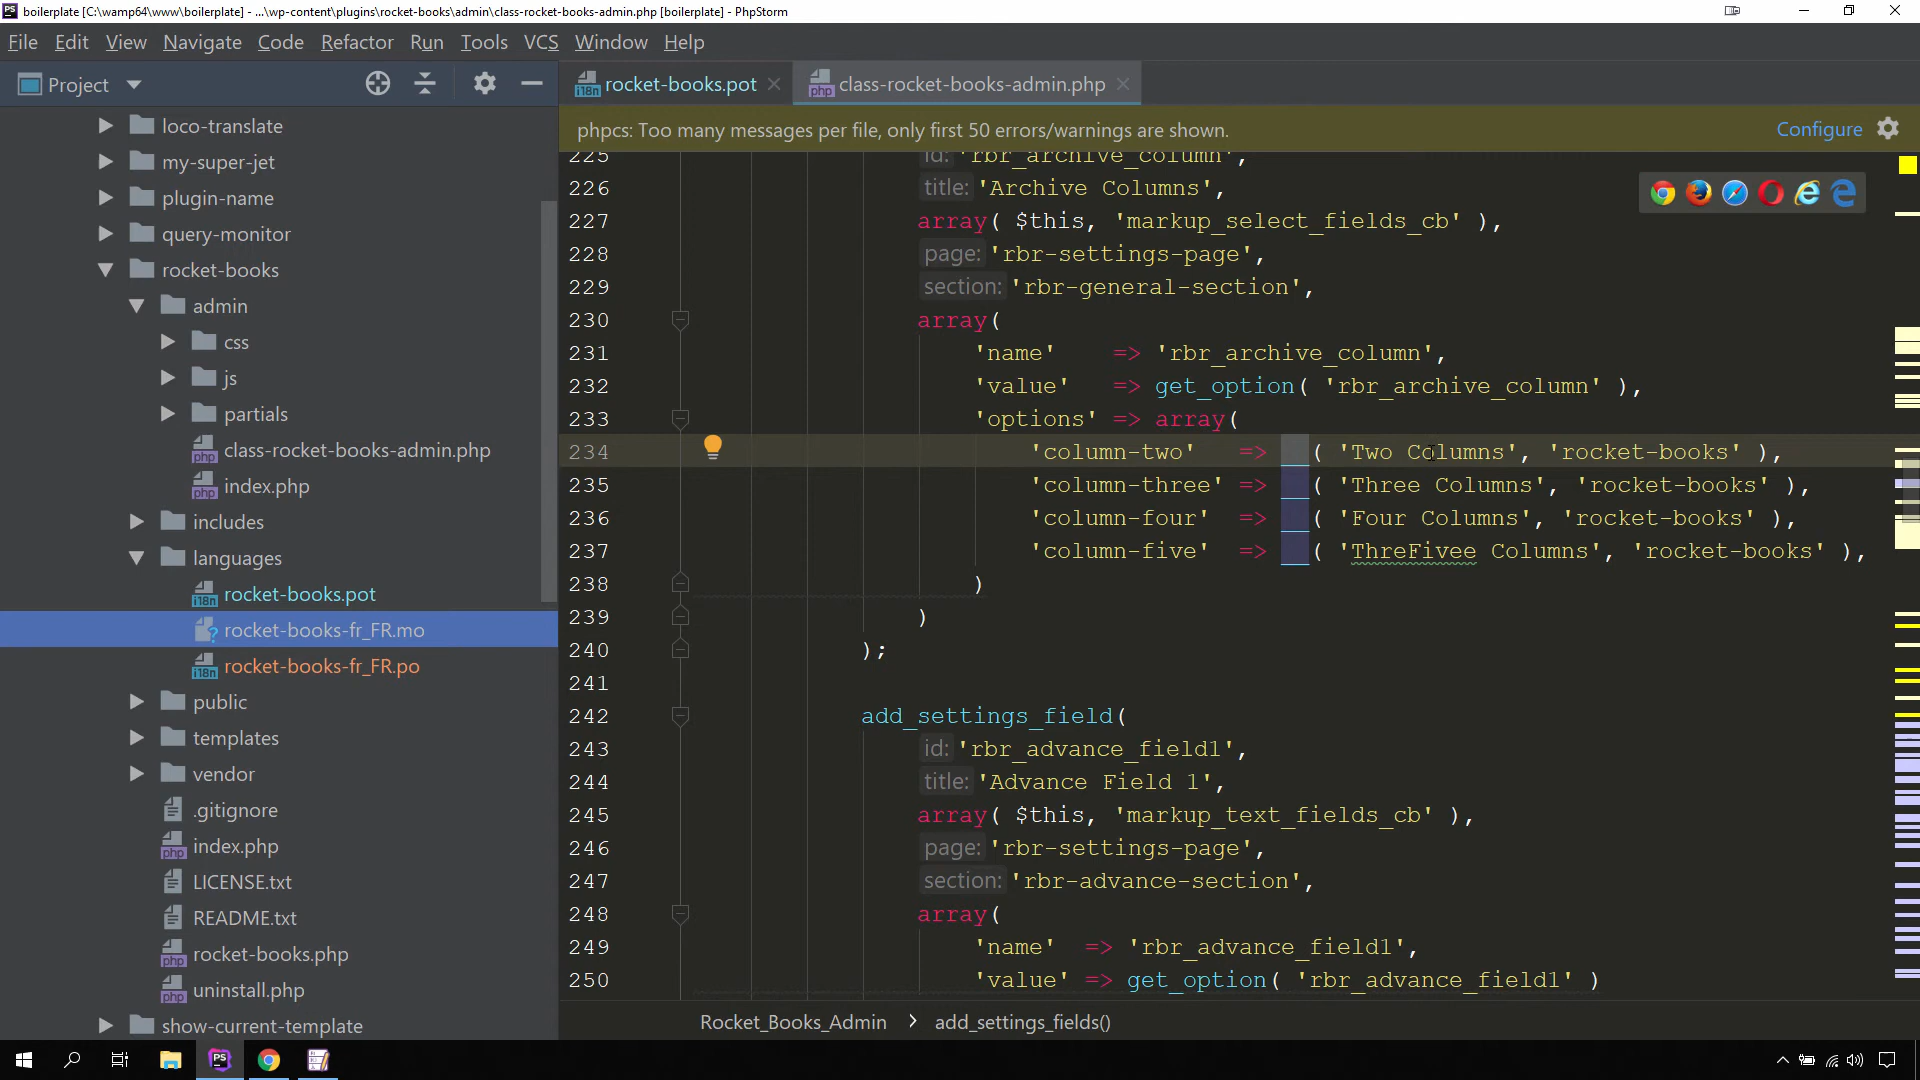 boilerplate [C:\wamp64\www\boilerplate] - ...\wp-content\plugins\rocket-books\admin\class-rocket-books-admin.php [boilerplate] - PhpStorm
File Edit View Navigate Code Refactor Run Tools VCS Window Help
Project
rocket-books.pot
class-rocket-books-admin.php
phpcs: Too many messages per file, only first 50 errors/warnings are shown.
Configure
loco-translate
my-super-jet
plugin-name
query-monitor
rocket-books
admin
css
js
partials
class-rocket-books-admin.php
index.php
includes
languages
rocket-books.pot
rocket-books-fr_FR.mo
rocket-books-fr_FR.po
public
templates
vendor
.gitignore
index.php
LICENSE.txt
README.txt
rocket-books.php
uninstall.php
show-current-template
225 id: 'rbr_archive_column',
226 title: 'Archive Columns',
227 array( $this, 'markup_select_fields_cb' ),
228 page: 'rbr-settings-page',
229 section: 'rbr-general-section',
230 array(
231 'name' => 'rbr_archive_column',
232 'value' => get_option( 'rbr_archive_column' ),
233 'options' => array(
234 'column-two' => __( 'Two Columns', 'rocket-books' ),
235 'column-three' => __( 'Three Columns', 'rocket-books' ),
236 'column-four' => __( 'Four Columns', 'rocket-books' ),
237 'column-five' => __( 'ThreFivee Columns', 'rocket-books' ),
238 )
239 )
240 );
241
242 add_settings_field(
243 id: 'rbr_advance_field1',
244 title: 'Advance Field 1',
245 array( $this, 'markup_text_fields_cb' ),
246 page: 'rbr-settings-page',
247 section: 'rbr-advance-section',
248 array(
249 'name' => 'rbr_advance_field1',
250 'value' => get_option( 'rbr_advance_field1' )
Rocket_Books_Admin > add_settings_fields()